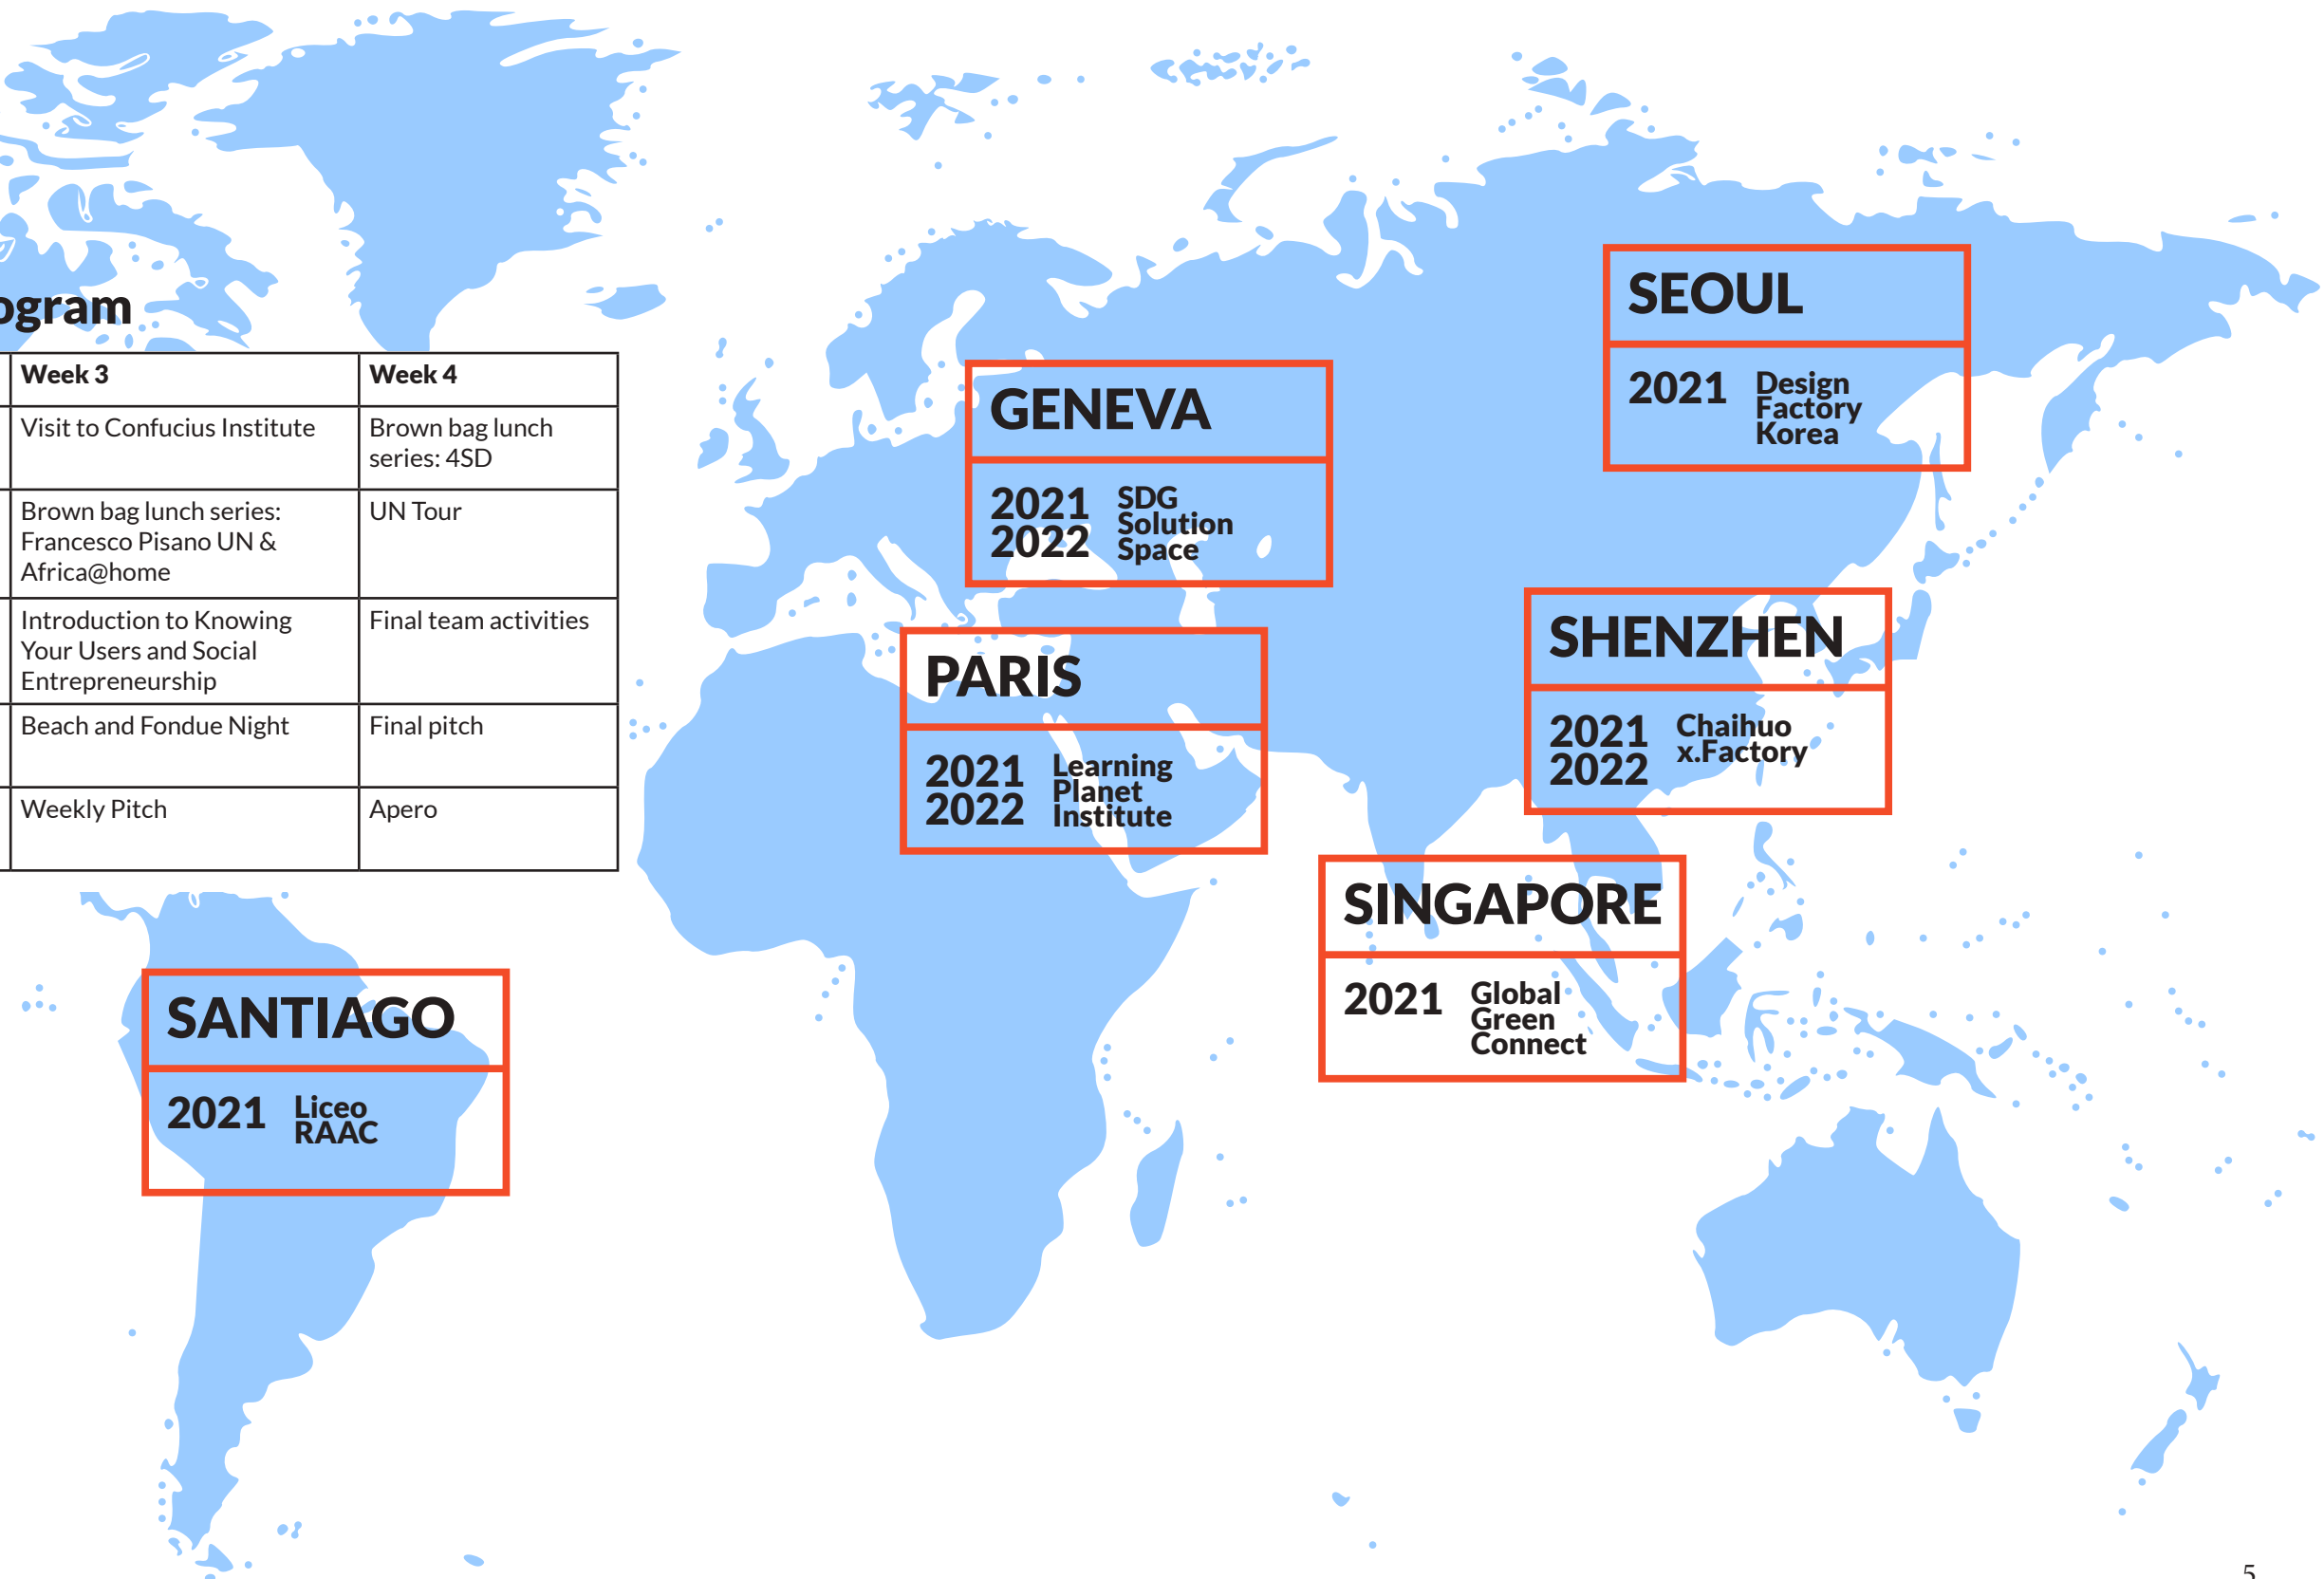 ogram
Week 3 Week 4
Visit to Confucius Institute Brown bag lunch
series: 4SD
Brown bag lunch series: UN Tour
Francesco Pisano UN &
Africa@home
Introduction to Knowing Final team activities
Your Users and Social
Entrepreneurship
Beach and Fondue Night Final pitch
Weekly Pitch Apero
SEOUL
2021 Design
Factory
Korea
GENEVA
2021 SDG
2022 Solution
Space
SHENZHEN
2021 Chaihuo
2022 x.Factory
PARIS
2021 Learning
2022 Planet
Institute
SINGAPORE
2021 Global
Green
Connect
SANTIAGO
2021 Liceo
RAAC
5